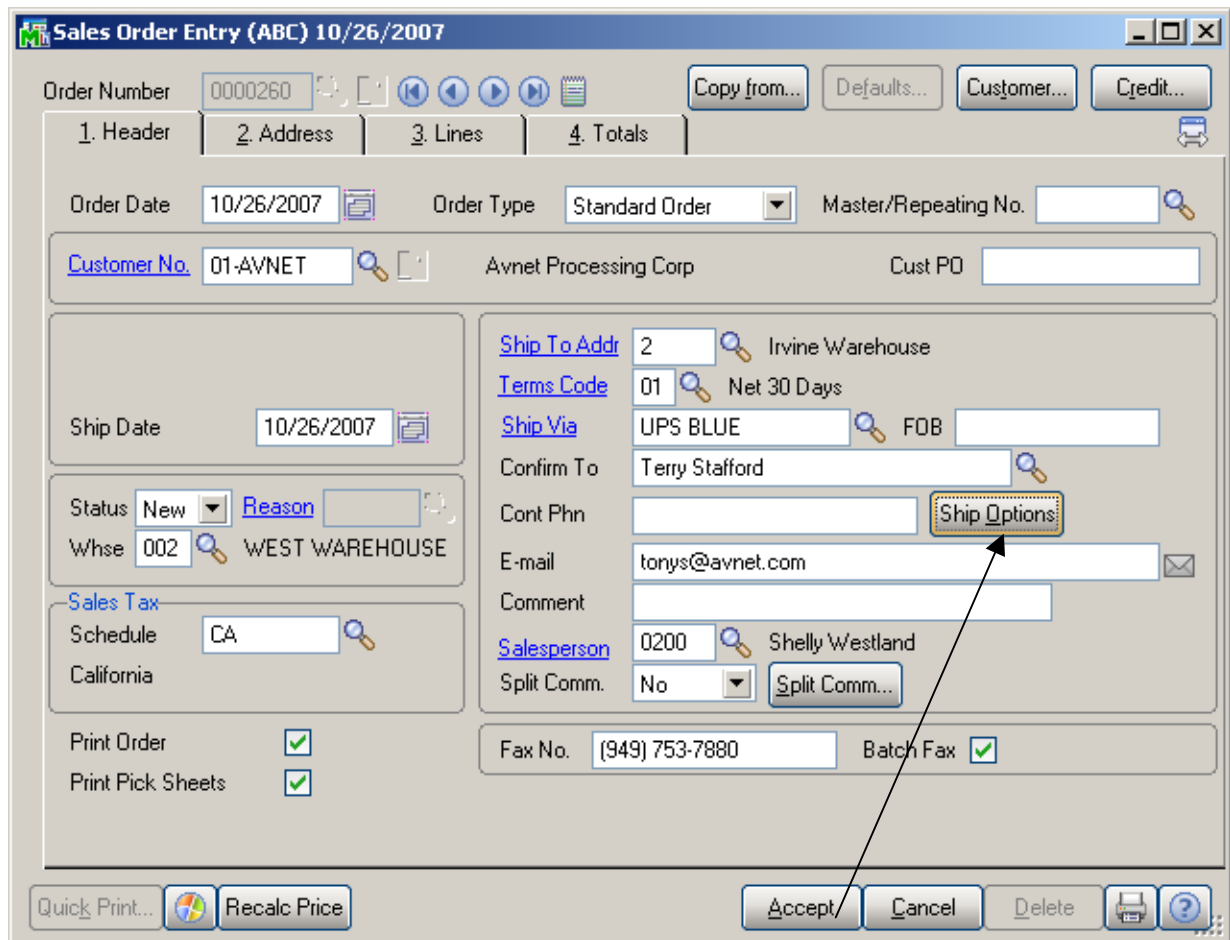 Sales Order Entry (ABC) 10/26/2007
Order Number 0000260 Copy from... Defaults... Customer... Credit...
1. Header 2. Address 3. Lines 4. Totals
Order Date 10/26/2007 Order Type Standard Order Master/Repeating No.
Customer No. 01-AVNET Avnet Processing Corp Cust PO
Ship To Addr 2 Irvine Warehouse
Terms Code 01 Net 30 Days
Ship Date 10/26/2007 Ship Via UPS BLUE FOB
Confirm To Terry Stafford
Status New Reason Cont Phn Ship Options
Whse 002 WEST WAREHOUSE
E-mail tonys@avnet.com
Sales Tax Comment
Schedule CA Salesperson 0200 Shelly Westland
California Split Comm. No Split Comm...
Print Order Fax No. (949) 753-7880 Batch Fax
Print Pick Sheets
Quick Print... Recalc Price Accept Cancel Delete